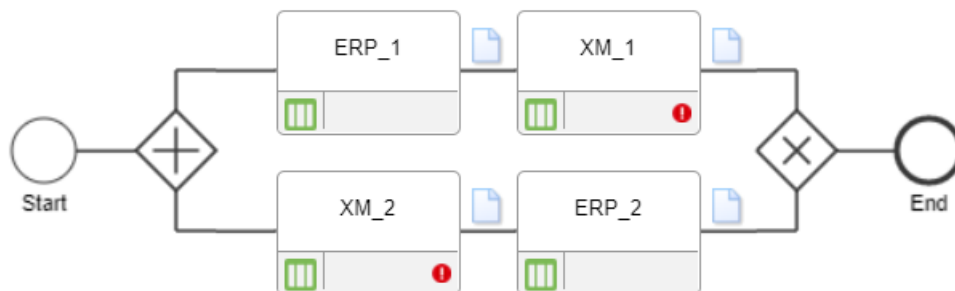 ERP_1
XM_1
Start
End
XM_2
ERP_2